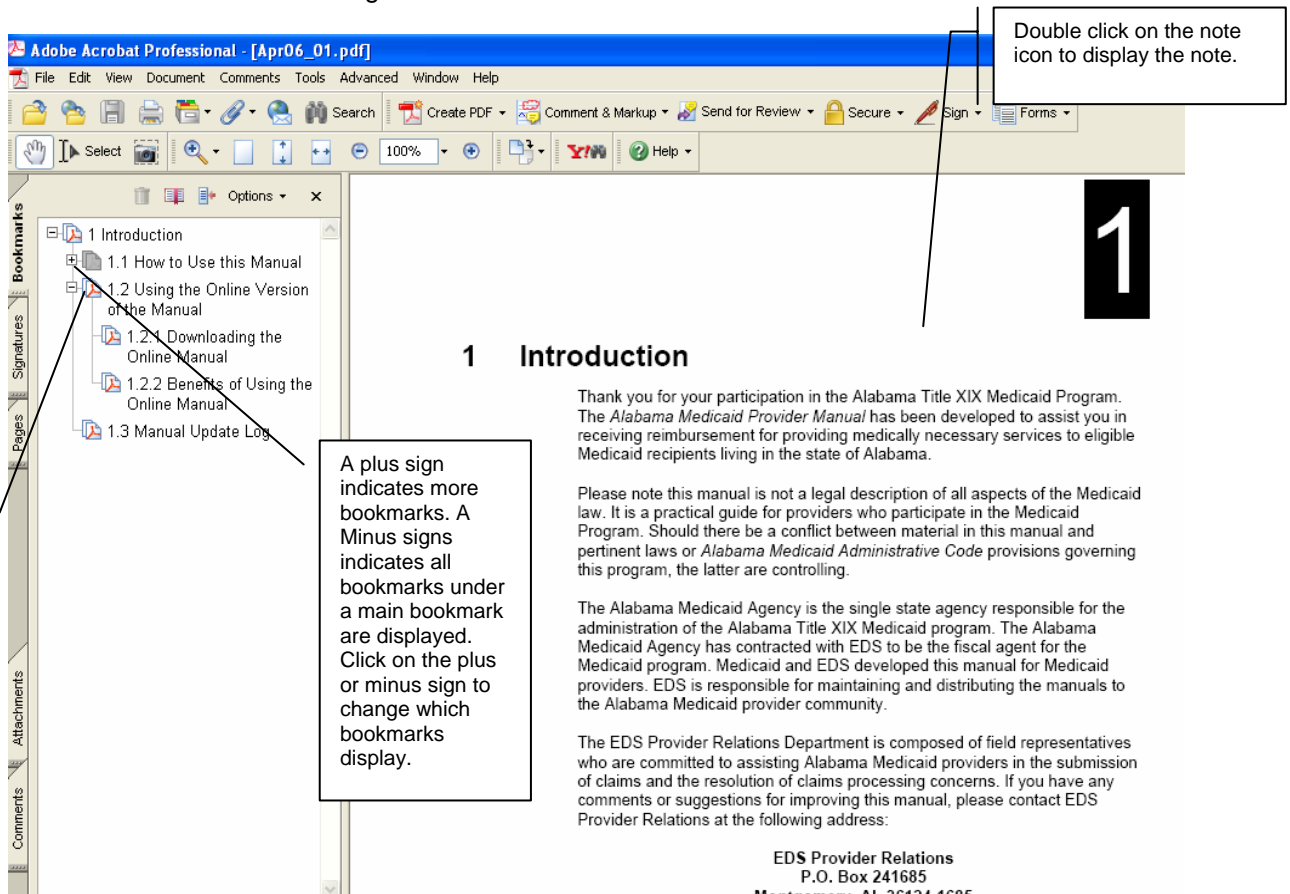 Double click on the note
icon to display the note.
Adobe Acrobat Professional - [Apr06_01.pdf]
File Edit View Document Comments Tools Advanced Window Help
Search Create PDF Comment & Markup Send for Review Secure Sign Forms
Select 100% Y! Help
Options x
Bookmarks
Signatures
Pages
Attachments
Comments
1 Introduction
1.1 How to Use this Manual
1.2 Using the Online Version
of the Manual
1.2.1 Downloading the
Online Manual
1.2.2 Benefits of Using the
Online Manual
1.3 Manual Update Log
A plus sign
indicates more
bookmarks. A
Minus signs
indicates all
bookmarks under
a main bookmark
are displayed.
Click on the plus
or minus sign to
change which
bookmarks
display.
1
1 Introduction
Thank you for your participation in the Alabama Title XIX Medicaid Program.
The Alabama Medicaid Provider Manual has been developed to assist you in
receiving reimbursement for providing medically necessary services to eligible
Medicaid recipients living in the state of Alabama.
Please note this manual is not a legal description of all aspects of the Medicaid
law. It is a practical guide for providers who participate in the Medicaid
Program. Should there be a conflict between material in this manual and
pertinent laws or Alabama Medicaid Administrative Code provisions governing
this program, the latter are controlling.
The Alabama Medicaid Agency is the single state agency responsible for the
administration of the Alabama Title XIX Medicaid program. The Alabama
Medicaid Agency has contracted with EDS to be the fiscal agent for the
Medicaid program. Medicaid and EDS developed this manual for Medicaid
providers. EDS is responsible for maintaining and distributing the manuals to
the Alabama Medicaid provider community.
The EDS Provider Relations Department is composed of field representatives
who are committed to assisting Alabama Medicaid providers in the submission
of claims and the resolution of claims processing concerns. If you have any
comments or suggestions for improving this manual, please contact EDS
Provider Relations at the following address:
EDS Provider Relations
P.O. Box 241685
Montgomery, AL 36124-1685